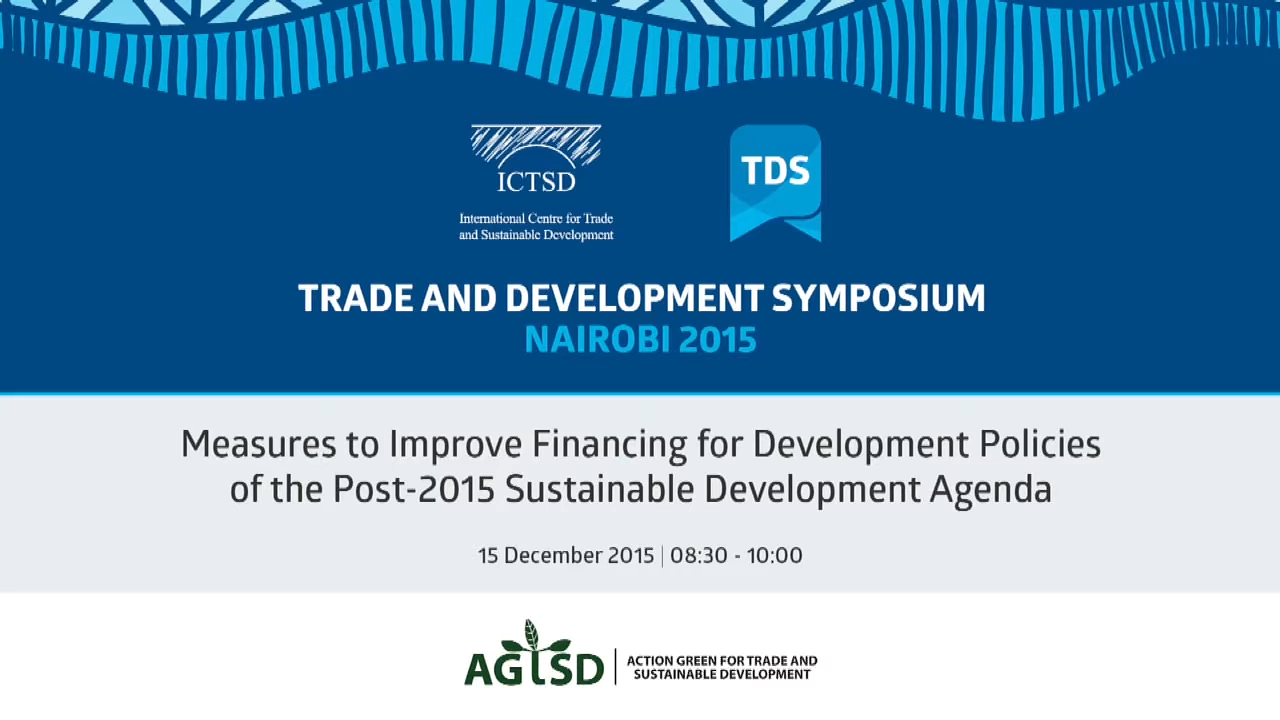 ICTSD
International Centre for Trade
and Sustainable Development
TDS
TRADE AND DEVELOPMENT SYMPOSIUM
NAIROBI 2015
Measures to Improve Financing for Development Policies
of the Post-2015 Sustainable Development Agenda
15 December 2015 | 08:30 - 10:00
AGTSD
ACTION GREEN FOR TRADE AND
SUSTAINABLE DEVELOPMENT